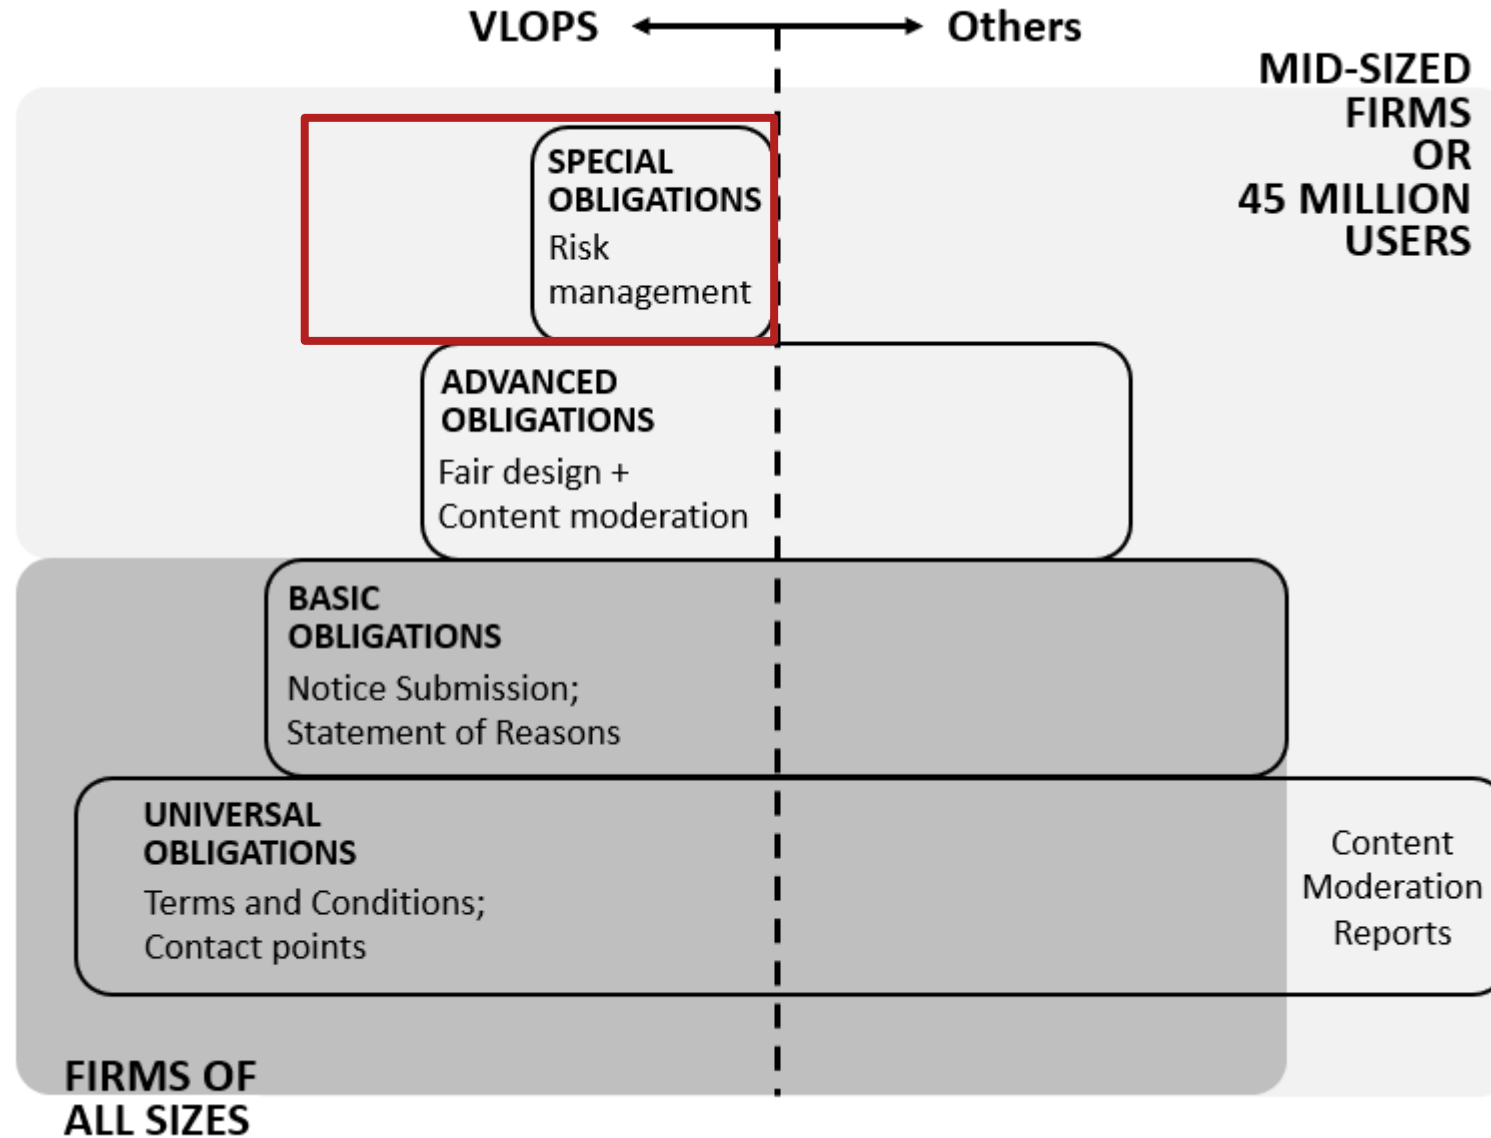 VLOPS
Others
MID-SIZED
FIRMS
OR
45 MILLION
USERS
SPECIAL
OBLIGATIONS
Risk
management
ADVANCED
OBLIGATIONS
Fair design +
Content moderation
BASIC
OBLIGATIONS
Notice Submission;
Statement of Reasons
UNIVERSAL
OBLIGATIONS
Terms and Conditions;
Contact points
Content
Moderation
Reports
FIRMS OF
ALL SIZES